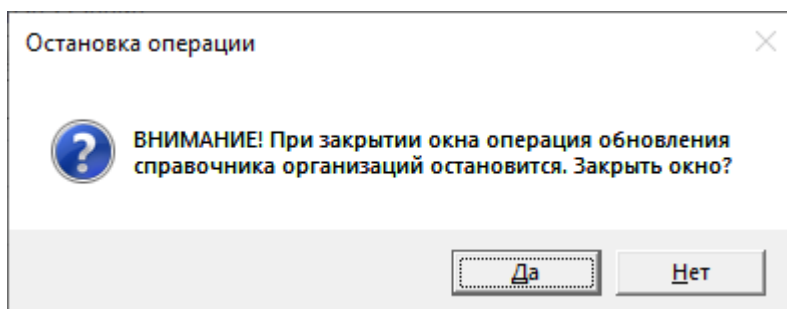 Остановка операции
ВНИМАНИЕ! При закрытии окна операция обновления
справочника организаций остановится. Закрыть окно?
Да
Нет